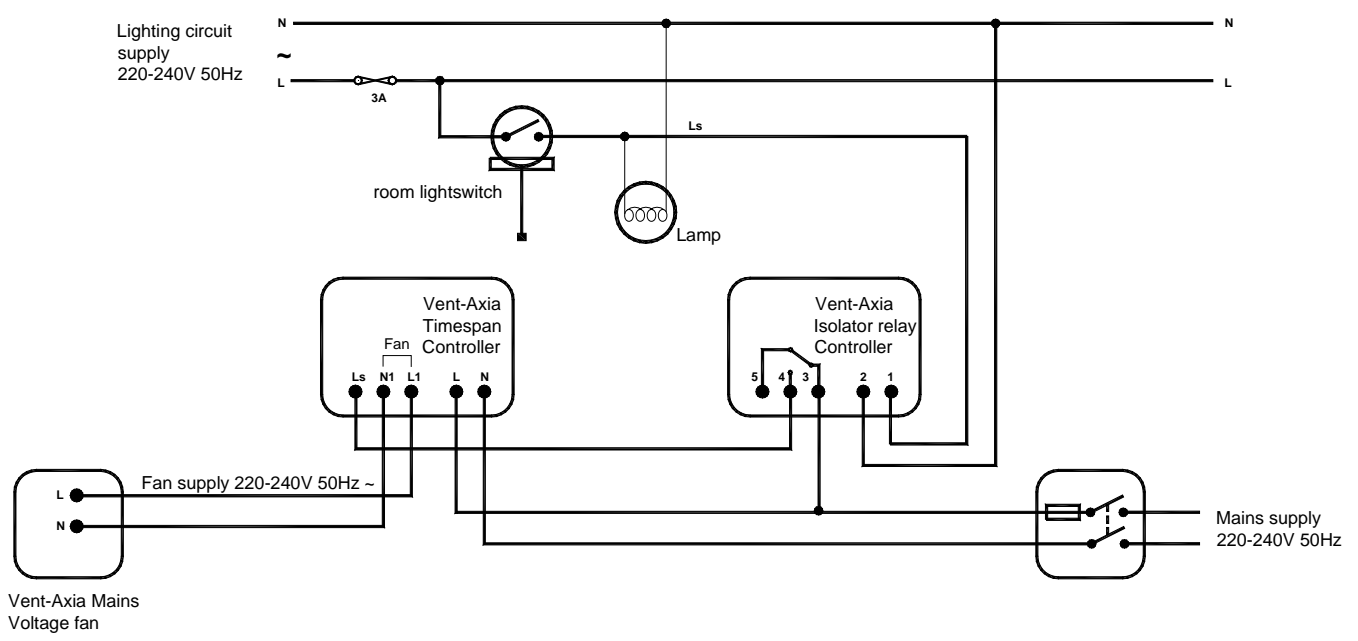 N
N
Lighting circuit
supply
220-240V 50Hz
~
L
L
3A
Ls
room lightswitch
Lamp
Vent-Axia
Timespan
Controller
Fan
Ls N1 L1 L N
Vent-Axia
Isolator relay
Controller
5 4 3 2 1
Fan supply 220-240V 50Hz ~
L
N
Mains supply
220-240V 50Hz
Vent-Axia Mains
Voltage fan